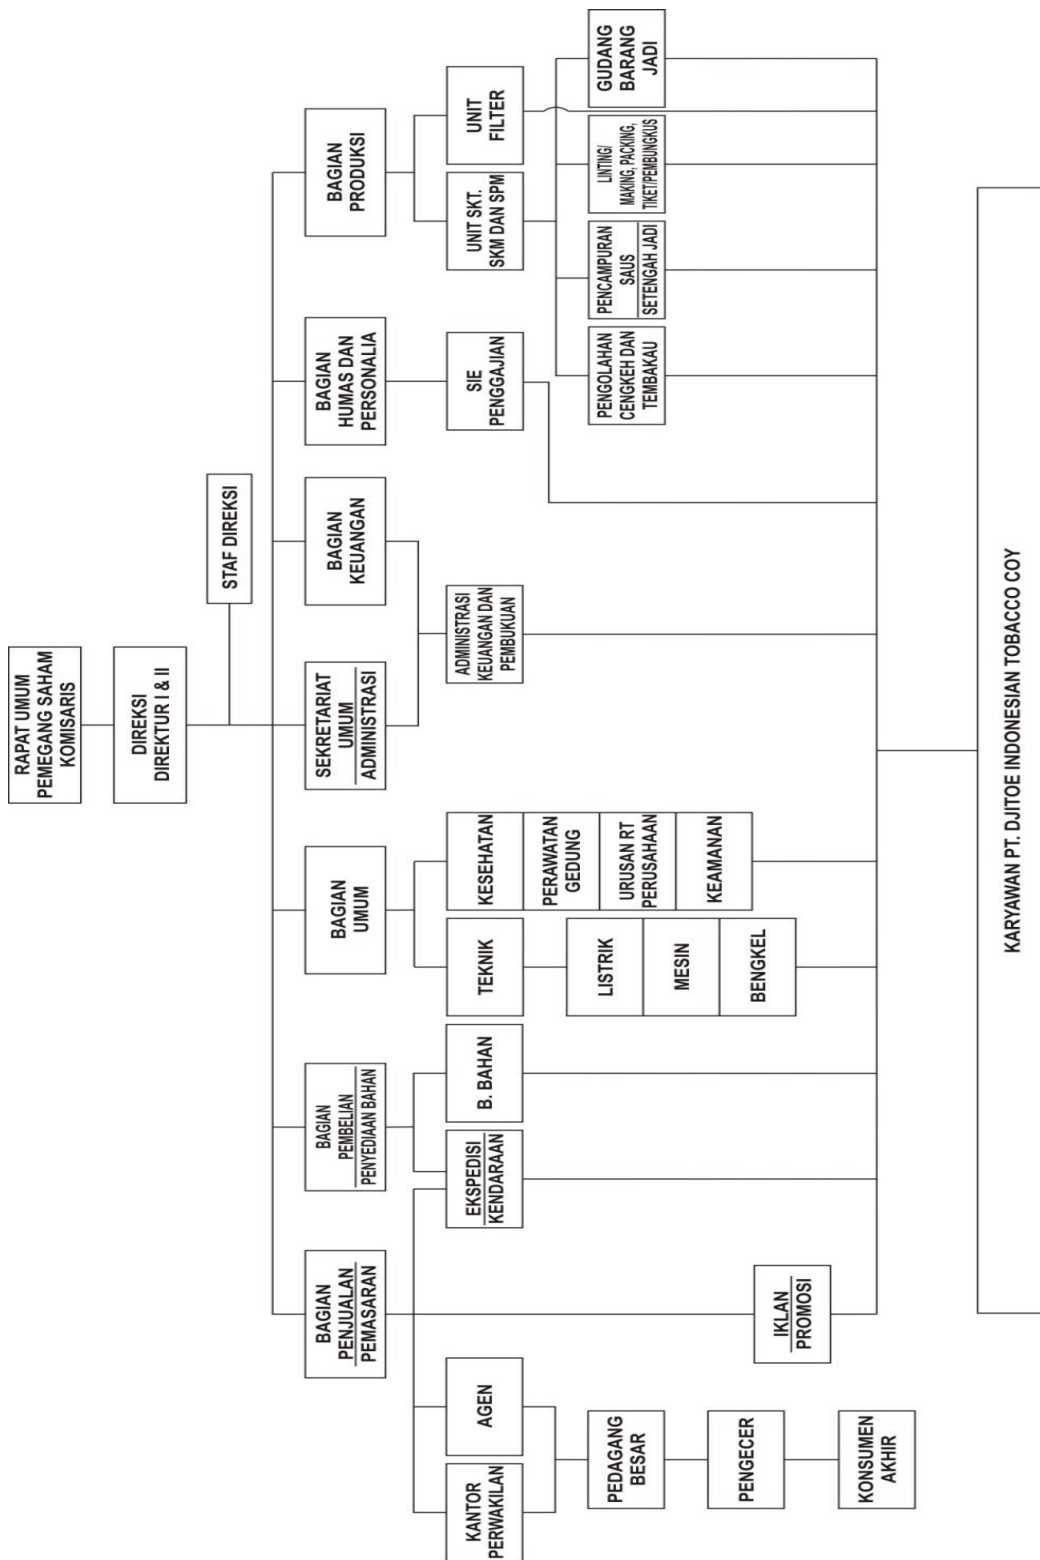 RAPAT UMUM
PEMEGANG SAHAM
KOMISARIS
DIREKSI
DIREKTUR I & II
STAF DIREKSI
BAGIAN
PENJUALAN
PEMASARAN
BAGIAN
PEMBELIAN
PENYEDIAAN BAHAN
BAGIAN
UMUM
SEKRETARIAT
UMUM
ADMINISTRASI
BAGIAN
KEUANGAN
BAGIAN
HUMAS DAN
PERSONALIA
BAGIAN
PRODUKSI
KANTOR
PERWAKILAN
AGEN
EKSPEDISI
KENDARAAN
B. BAHAN
TEKNIK
KESEHATAN
PERAWATAN
GEDUNG
URUSAN RT
PERUSAHAAN
KEAMANAN
ADMINISTRASI
KEUANGAN DAN
PEMBUKUAN
SIE
PENGGAJIAN
UNIT SKT.
SKM DAN SPM
UNIT
FILTER
PEDAGANG
BESAR
LISTRIK
MESIN
BENGKEL
PENGOLAHAN
CENGKEH DAN
TEMBAKAU
PENCAMPURAN
SAUS
SETENGAH JADI
LINTING/
MAKING, PACKING,
TIKET/PEMBUNGKUS
GUDANG
BARANG
JADI
PENGECER
IKLAN
PROMOSI
KONSUMEN
AKHIR
KARYAWAN PT. DJITOE INDONESIAN TOBACCO COY